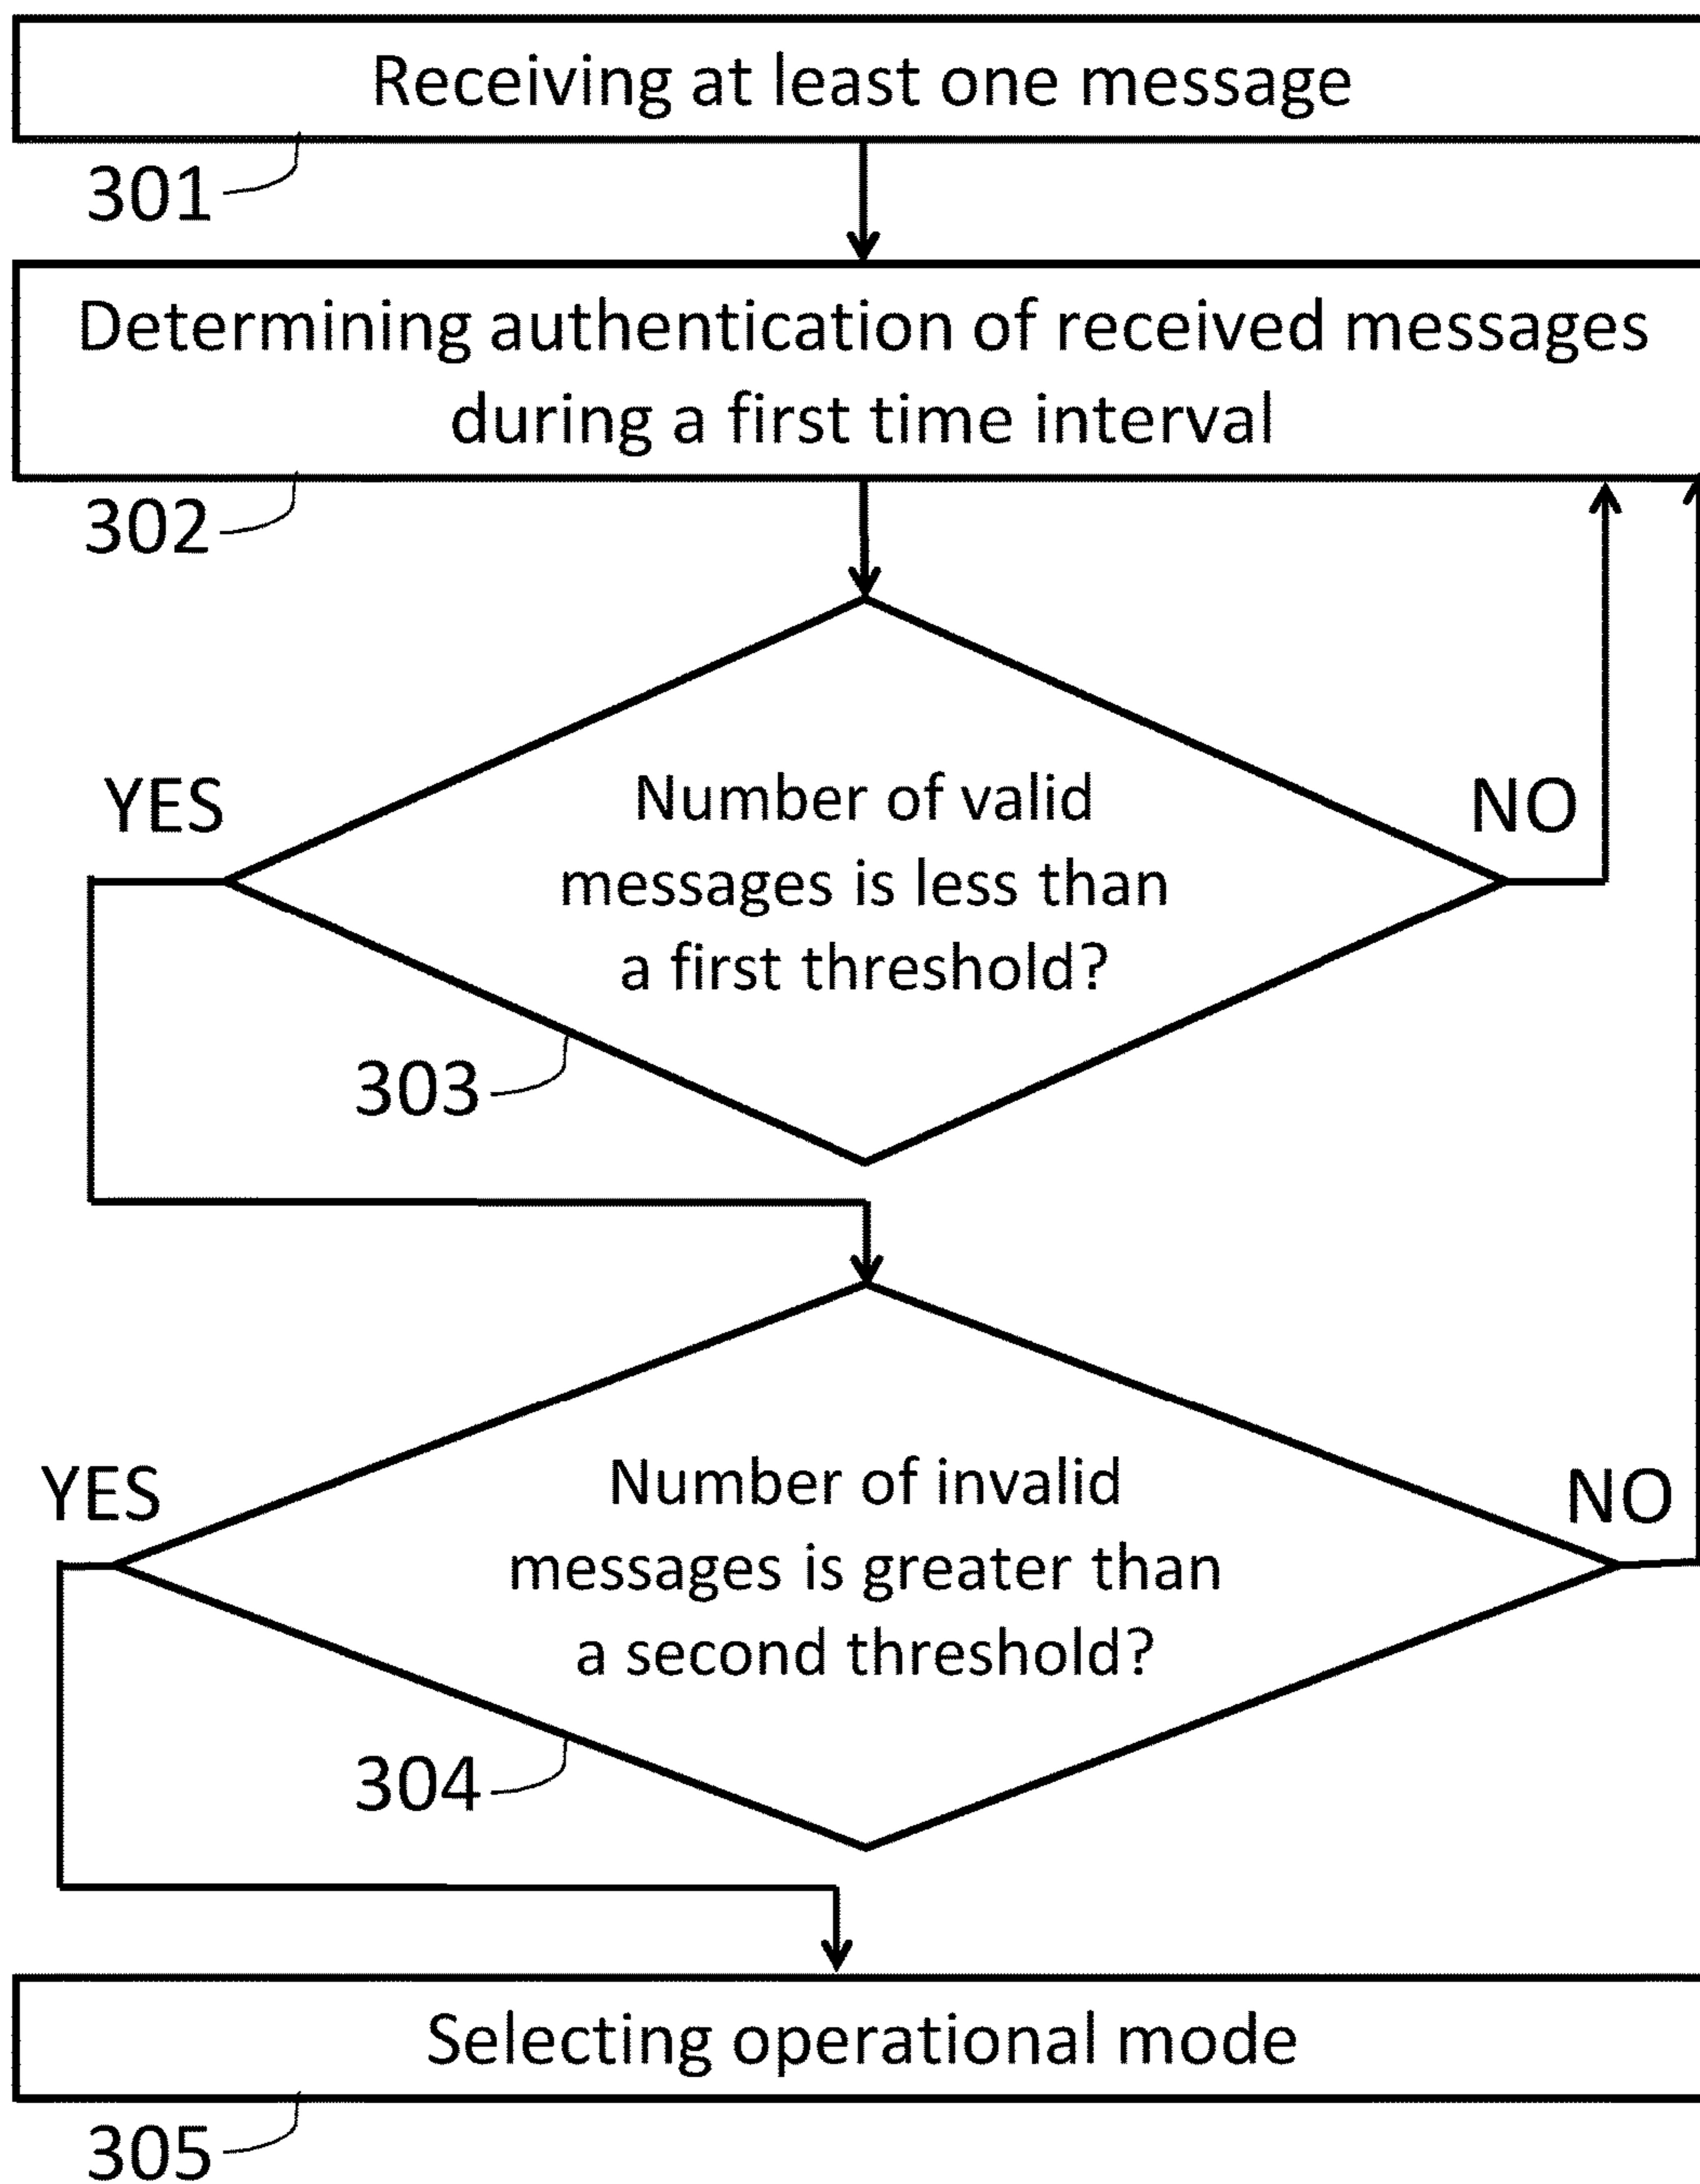 Receiving at least one message
301
Determining authentication of received messages
during a first time interval
302
YES
NO
Number of valid
messages is less than
a first threshold?
303
YES
NO
Number of invalid
messages is greater than
a second threshold?
304
Selecting operational mode
305